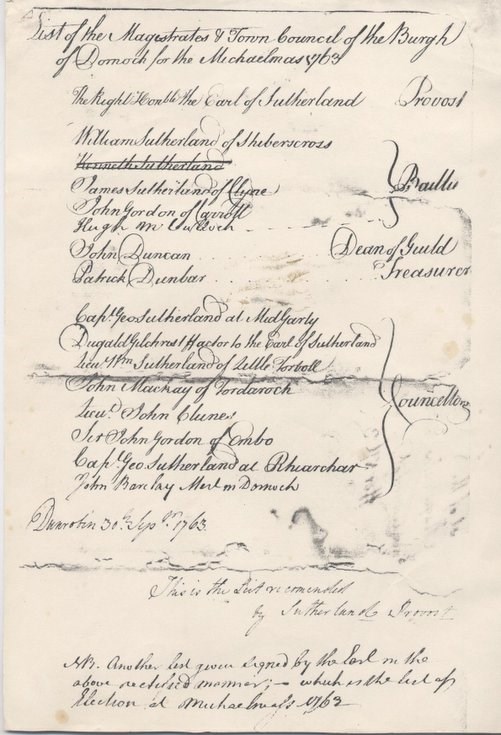 List of the Magistrates & Town Council of the Burgh
of Dornoch for the Michaelmas 1763
The Right Honble the Earl of Sutherland Provost
William Sutherland of Shiberscross
Kenneth Sutherland
James Sutherland of Clyne
John Gordon of Carroll
Baillies
Hugh Mc
John Duncan Dean of Guild
Patrick Dunbar Treasurer
Capt. Geo. Sutherland at MidGarty
Dugald Gilchrist Factor to the Earl of Sutherland
Lieu. Wm Sutherland of Little Torboll
John Mackay of Tordaroch
Lieut. John Clunes
Sir John Gordon of Embo
Capt. Geo. Sutherland at Rhiarchar
John Barclay Mert in Dornoch
Councellors
Dunrobin 30th Sepr. 1763.
This is the List recomended
by Sutherland Provost
NB. Another list given signed by the Earl in the
above manner; – which is the list of
Election at Michaelmass 1763